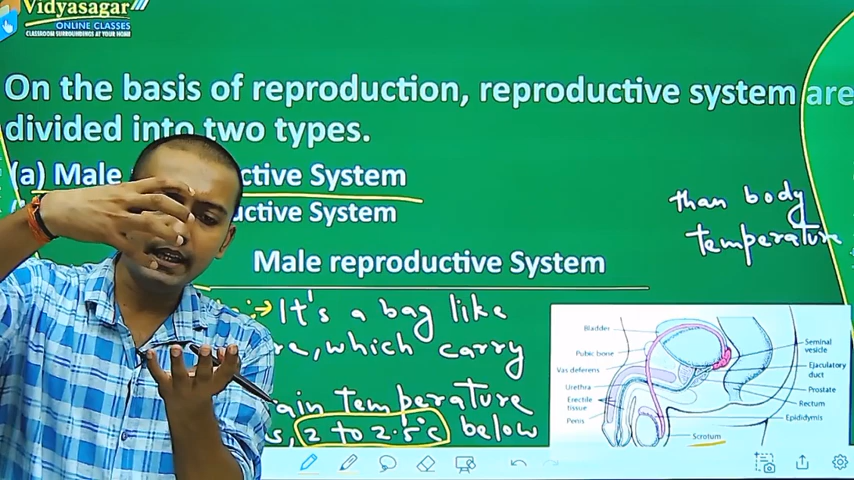 Vidyasagar
ONLINE CLASSES
CLASSROOM SURROUNDINGS AT YOUR HOME
On the basis of reproduction, reproductive system are
divided into two types.
(a) Male ctive System
uctive System
than body
temperature
Male reproductive System
It's a bag like
re, which carry
ain temperature
s, 2 to 2.5°c below
Bladder
Pubic bone
Vas deferens
Urethra
Erectile
tissue
Penis
Seminal
vesicle
Ejaculatory
duct
Prostate
Rectum
Epididymis
Scrotum